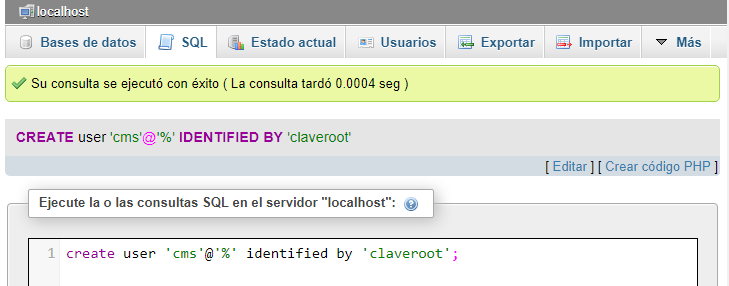 localhost
Bases de datos SQL Estado actual Usuarios Exportar Importar Más
Su consulta se ejecutó con éxito ( La consulta tardó 0.0004 seg )
CREATE user 'cms'@'%' IDENTIFIED BY 'claveroot'
[ Editar ] [ Crear código PHP ]
Ejecute la o las consultas SQL en el servidor "localhost":
1 create user 'cms'@'%' identified by 'claveroot';